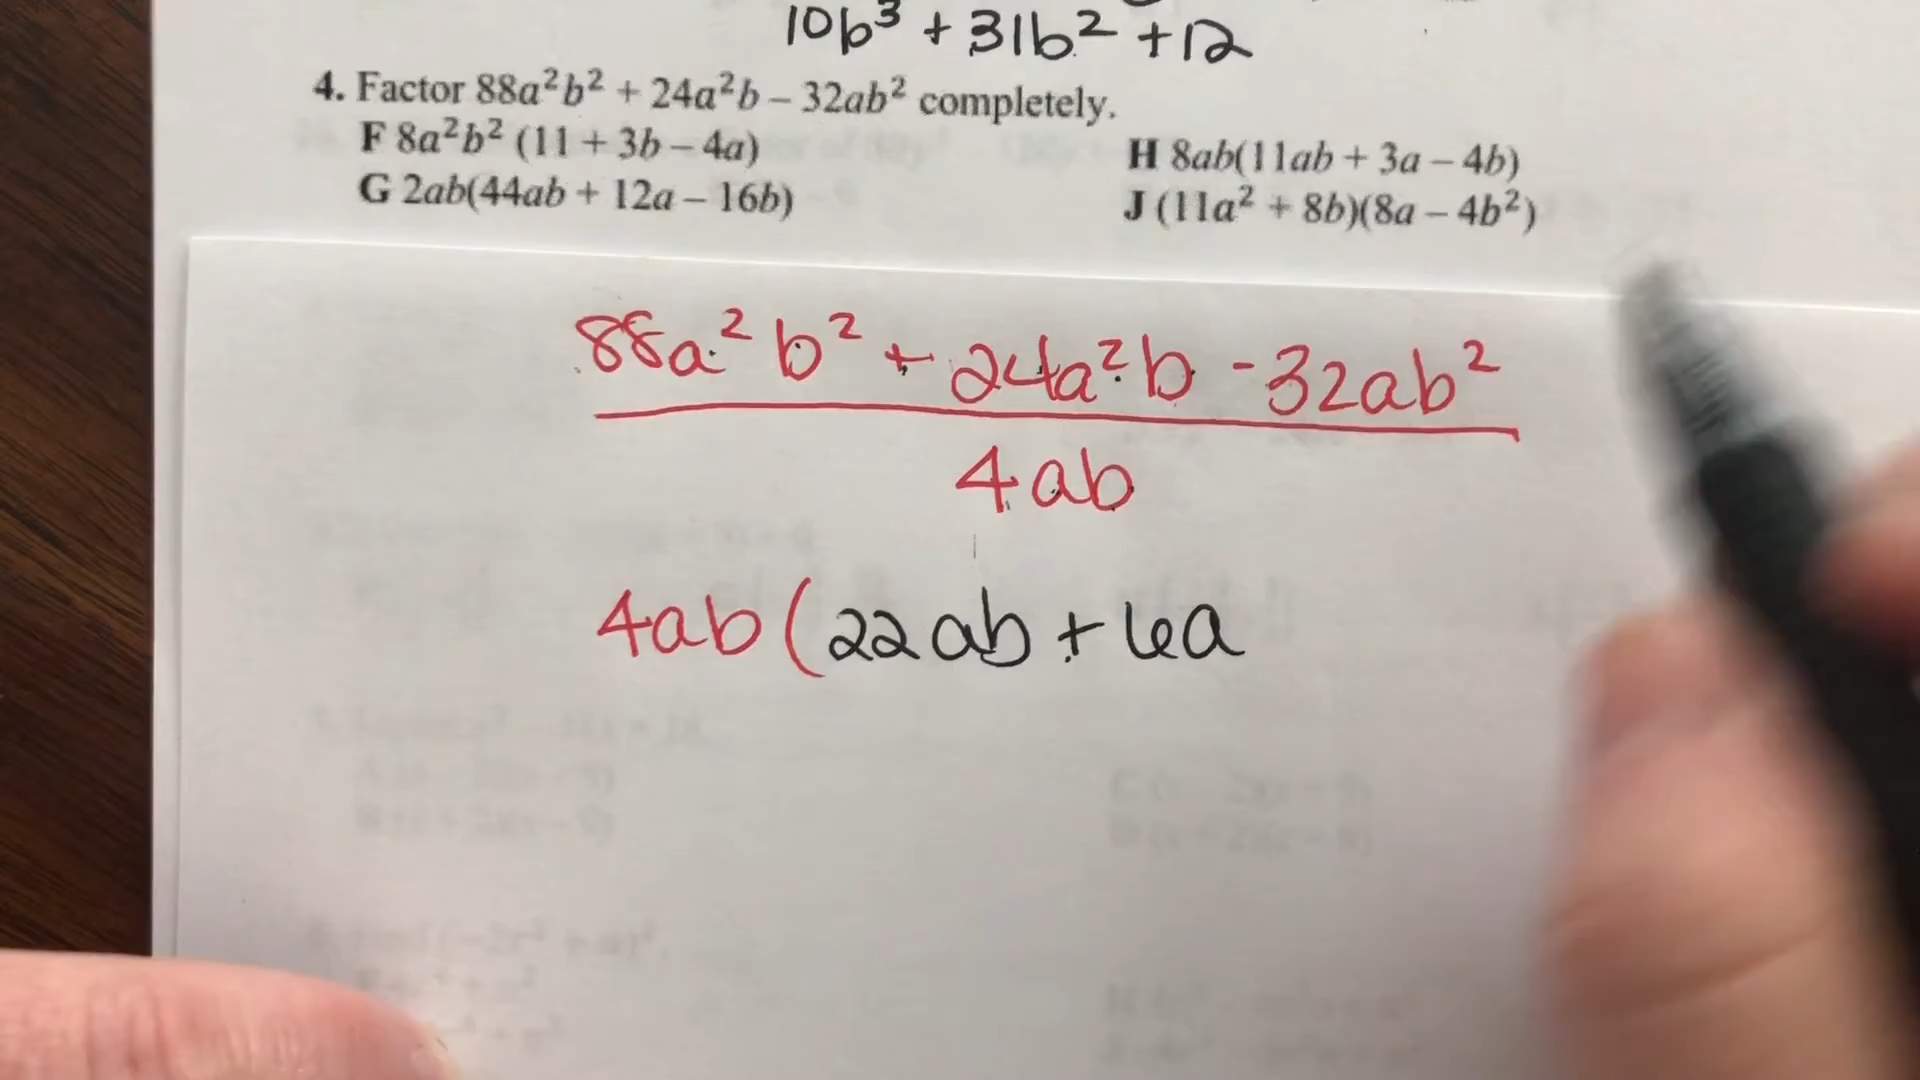 10b³ + 31b² + 12
4. Factor 88a²b² + 24a²b – 32ab² completely.
F 8a²b² (11 + 3b – 4a)
H 8ab(11ab + 3a – 4b)
G 2ab(44ab + 12a – 16b)
J (11a² + 8b)(8a – 4b²)
88a²b² + 24a²b - 32ab²
4ab
4ab(22ab + 6a